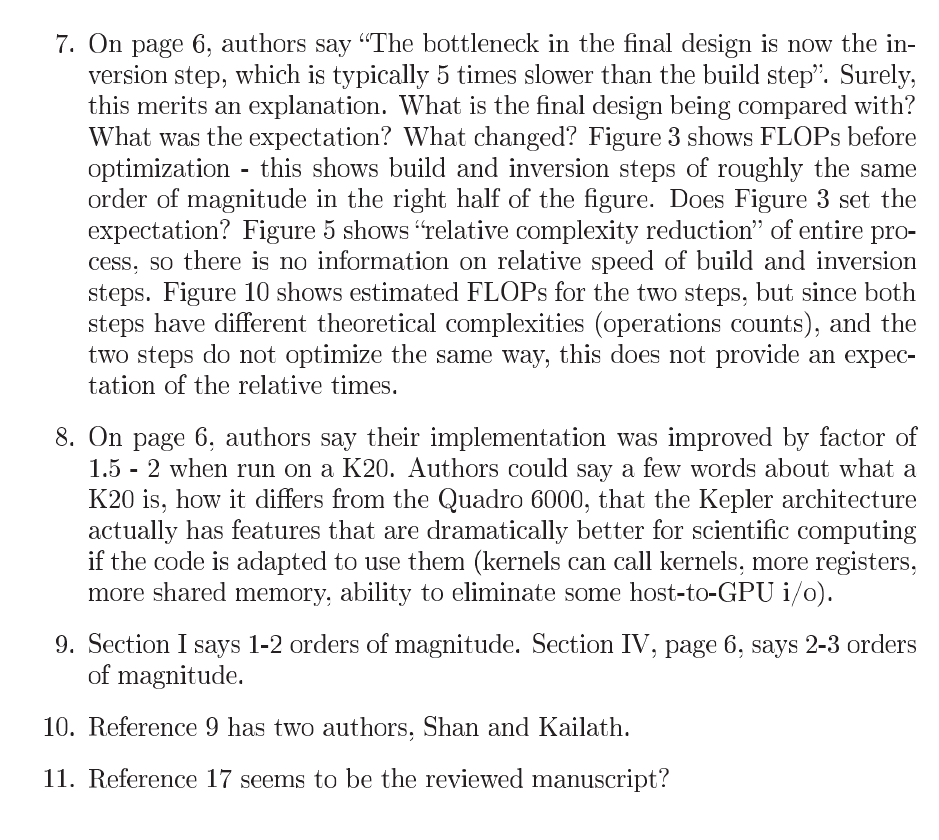 7. On page 6, authors say “The bottleneck in the final design is now the in-
version step, which is typically 5 times slower than the build step”. Surely,
this merits an explanation. What is the final design being compared with?
What was the expectation? What changed? Figure 3 shows FLOPs before
optimization - this shows build and inversion steps of roughly the same
order of magnitude in the right half of the figure. Does Figure 3 set the
expectation? Figure 5 shows “relative complexity reduction” of entire pro-
cess, so there is no information on relative speed of build and inversion
steps. Figure 10 shows estimated FLOPs for the two steps, but since both
steps have different theoretical complexities (operations counts), and the
two steps do not optimize the same way, this does not provide an expec-
tation of the relative times.
8. On page 6, authors say their implementation was improved by factor of
1.5 - 2 when run on a K20. Authors could say a few words about what a
K20 is, how it differs from the Quadro 6000, that the Kepler architecture
actually has features that are dramatically better for scientific computing
if the code is adapted to use them (kernels can call kernels, more registers,
more shared memory, ability to eliminate some host-to-GPU i/o).
9. Section I says 1-2 orders of magnitude. Section IV, page 6, says 2-3 orders
of magnitude.
10. Reference 9 has two authors, Shan and Kailath.
11. Reference 17 seems to be the reviewed manuscript?